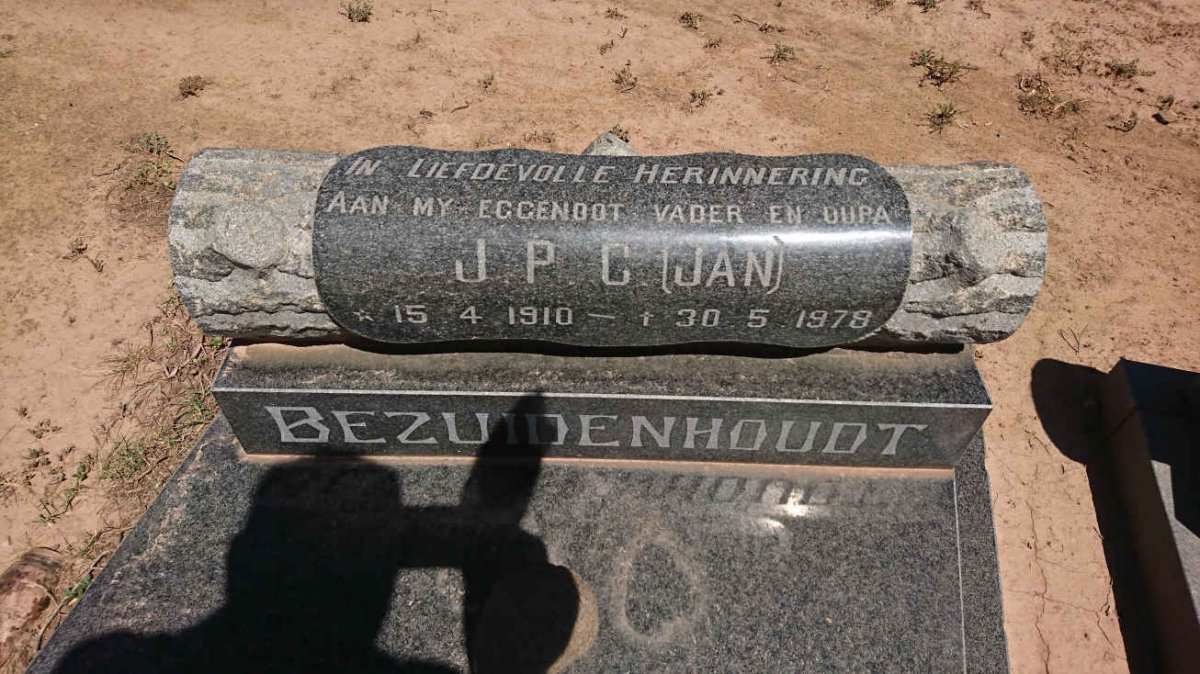 IN LIEFDEVOLLE HERINNERING
AAN MY EGGENOOT VADER EN OUPA
J. P. C. (JAN)
* 15 4 1910 – † 30 5. 1978
BEZUIDENHOUDT